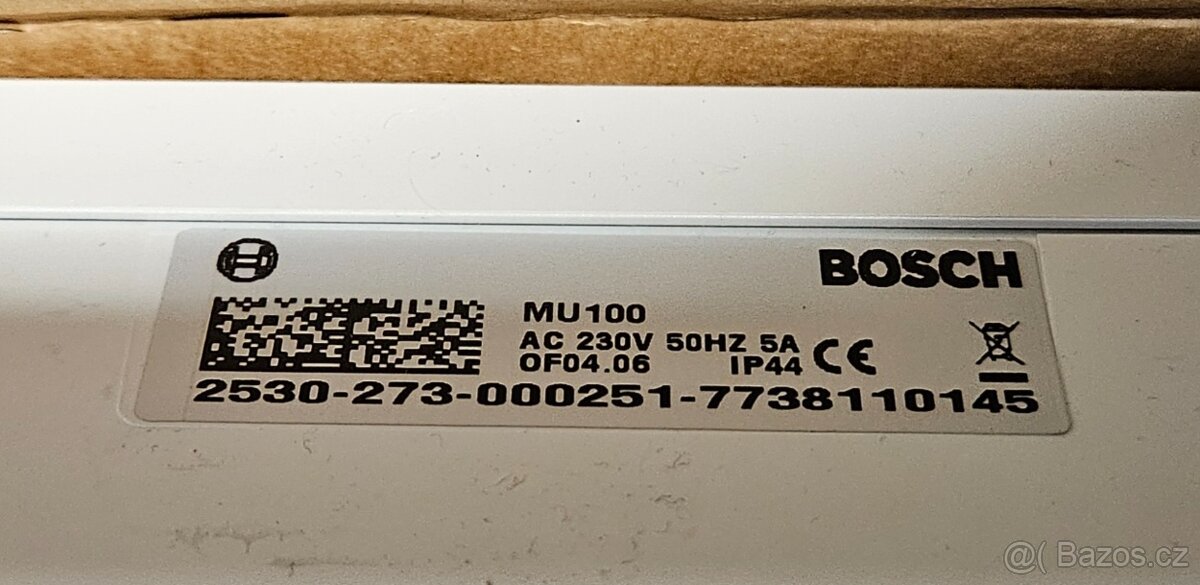 BOSCH
MU100
AC 230V 50HZ 5A
OF04.06 IP44 CE
2530-273-000251-7738110145
@( Bazos.cz